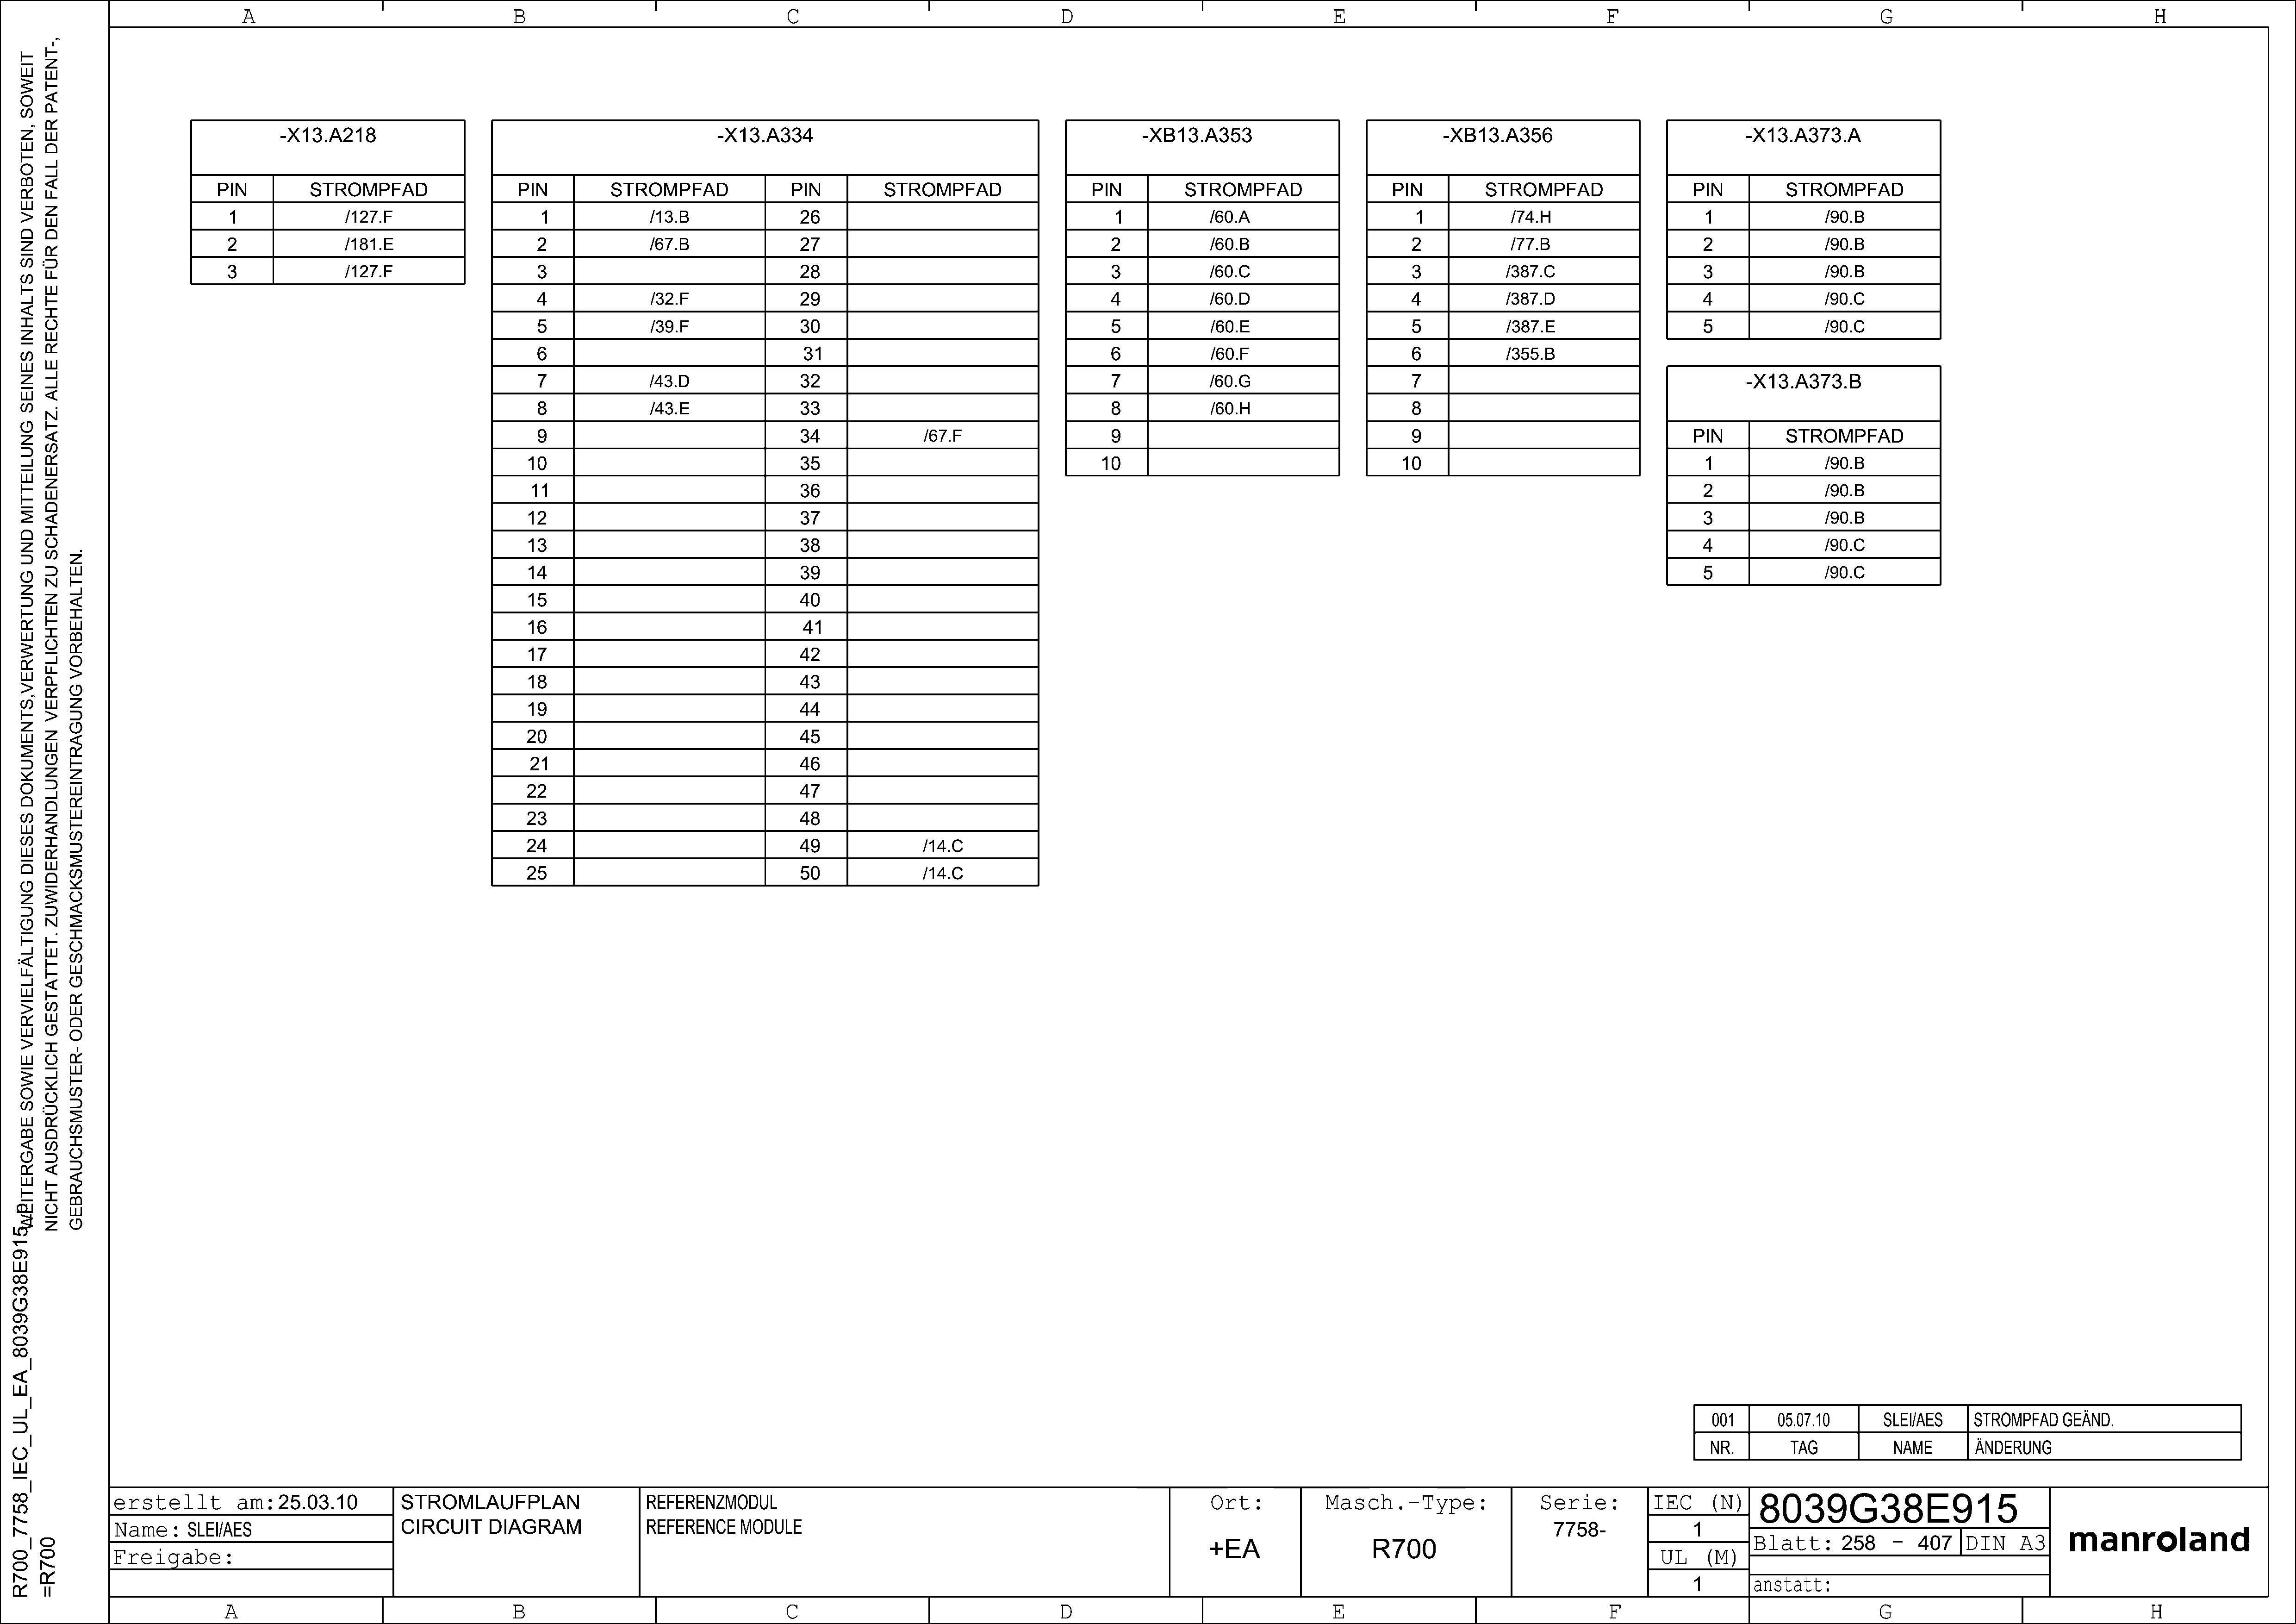 A B C D E F G H
WEITERGABE SOWIE VERVIELFÄLTIGUNG DIESES DOKUMENTS,VERWERTUNG UND MITTEILUNG SEINES INHALTS SIND VERBOTEN, SOWEIT
NICHT AUSDRÜCKLICH GESTATTET. ZUWIDERHANDLUNGEN VERPFLICHTEN ZU SCHADENERSATZ. ALLE RECHTE FÜR DEN FALL DER PATENT-,
GEBRAUCHSMUSTER- ODER GESCHMACKSMUSTEREINTRAGUNG VORBEHALTEN.
-X13.A218
PIN STROMPFAD
1 /127.F
2 /181.E
3 /127.F
-X13.A334
PIN STROMPFAD PIN STROMPFAD
1 /13.B 26
2 /67.B 27
3 28
4 /32.F 29
5 /39.F 30
6 31
7 /43.D 32
8 /43.E 33
9 34 /67.F
10 35
11 36
12 37
13 38
14 39
15 40
16 41
17 42
18 43
19 44
20 45
21 46
22 47
23 48
24 49 /14.C
25 50 /14.C
-XB13.A353
PIN STROMPFAD
1 /60.A
2 /60.B
3 /60.C
4 /60.D
5 /60.E
6 /60.F
7 /60.G
8 /60.H
9
10
-XB13.A356
PIN STROMPFAD
1 /74.H
2 /77.B
3 /387.C
4 /387.D
5 /387.E
6 /355.B
7
8
9
10
-X13.A373.A
PIN STROMPFAD
1 /90.B
2 /90.B
3 /90.B
4 /90.C
5 /90.C
-X13.A373.B
PIN STROMPFAD
1 /90.B
2 /90.B
3 /90.B
4 /90.C
5 /90.C
001 05.07.10 SLEI/AES STROMPFAD GEÄND.
NR. TAG NAME ÄNDERUNG
=R700
erstellt am: 25.03.10
Name: SLEI/AES
Freigabe:
STROMLAUFPLAN
CIRCUIT DIAGRAM
REFERENZMODUL
REFERENCE MODULE
Ort:
+EA
Masch.-Type:
R700
Serie:
7758-
IEC (N)
1
UL (M)
1
8039G38E915
Blatt: 258 - 407 DIN A3
anstatt:
manroland
A B C D E F G H